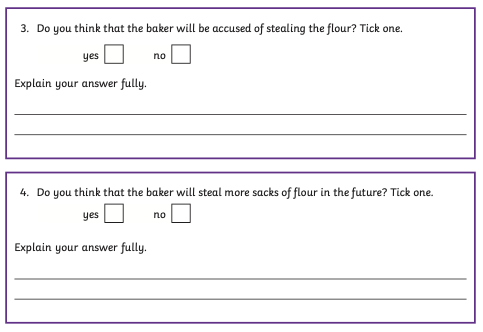 3. Do you think that the baker will be accused of stealing the flour? Tick one.
yes no
Explain your answer fully.
4. Do you think that the baker will steal more sacks of flour in the future? Tick one.
yes no
Explain your answer fully.